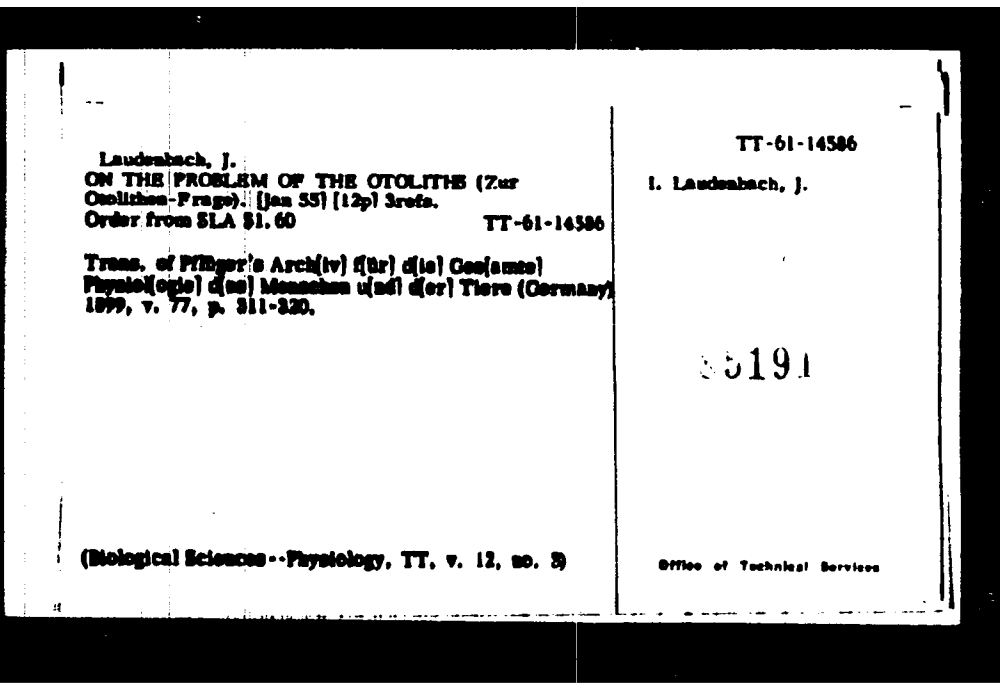 Laudenbach, J.
ON THE PROBLEM OF THE OTOLITHS (Zur
Otolithen-Frage). [Jan 55] [12p] 3refs.
Order from SLA $1.60 TT-61-14586
Trans. of Pflüger's Arch[iv] f[ür] d[ie] Ges[amte]
Physiol[ogie] d[es] Menschen u[nd] d[er] Tiere (Germany)
1899, v. 77, p. 311-320.
(Biological Sciences--Physiology, TT, v. 12, no. 3)
TT-61-14586
I. Laudenbach, J.
5191
Office of Technical Services